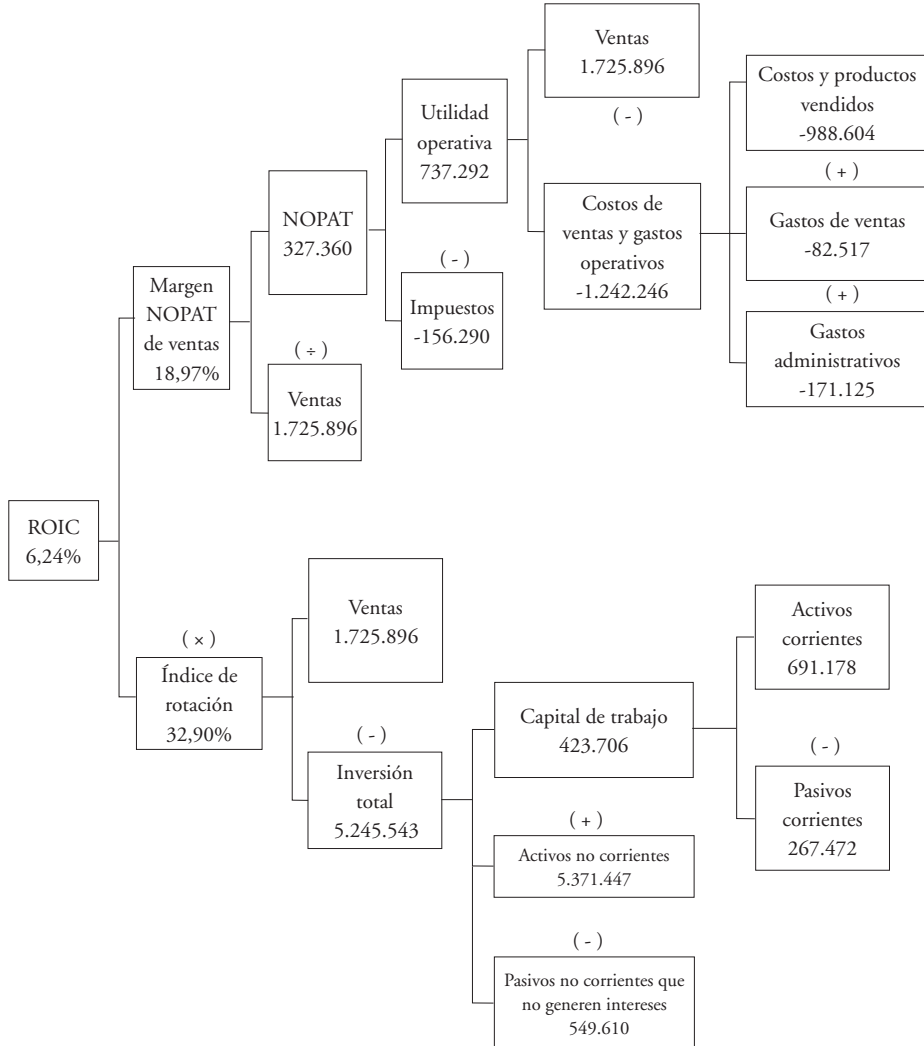 Ventas
1.725.896
( - )
Costos y productos
vendidos
-988.604
( + )
Utilidad
operativa
737.292
Costos de
ventas y gastos
operativos
-1.242.246
Gastos de ventas
-82.517
( + )
Gastos
administrativos
-171.125
NOPAT
327.360
( - )
Impuestos
-156.290
Margen
NOPAT
de ventas
18,97%
( ÷ )
Ventas
1.725.896
ROIC
6,24%
( × )
Índice de
rotación
32,90%
Ventas
1.725.896
( - )
Inversión
total
5.245.543
Capital de trabajo
423.706
Activos
corrientes
691.178
( - )
Pasivos
corrientes
267.472
( + )
Activos no corrientes
5.371.447
( - )
Pasivos no corrientes que
no generen intereses
549.610